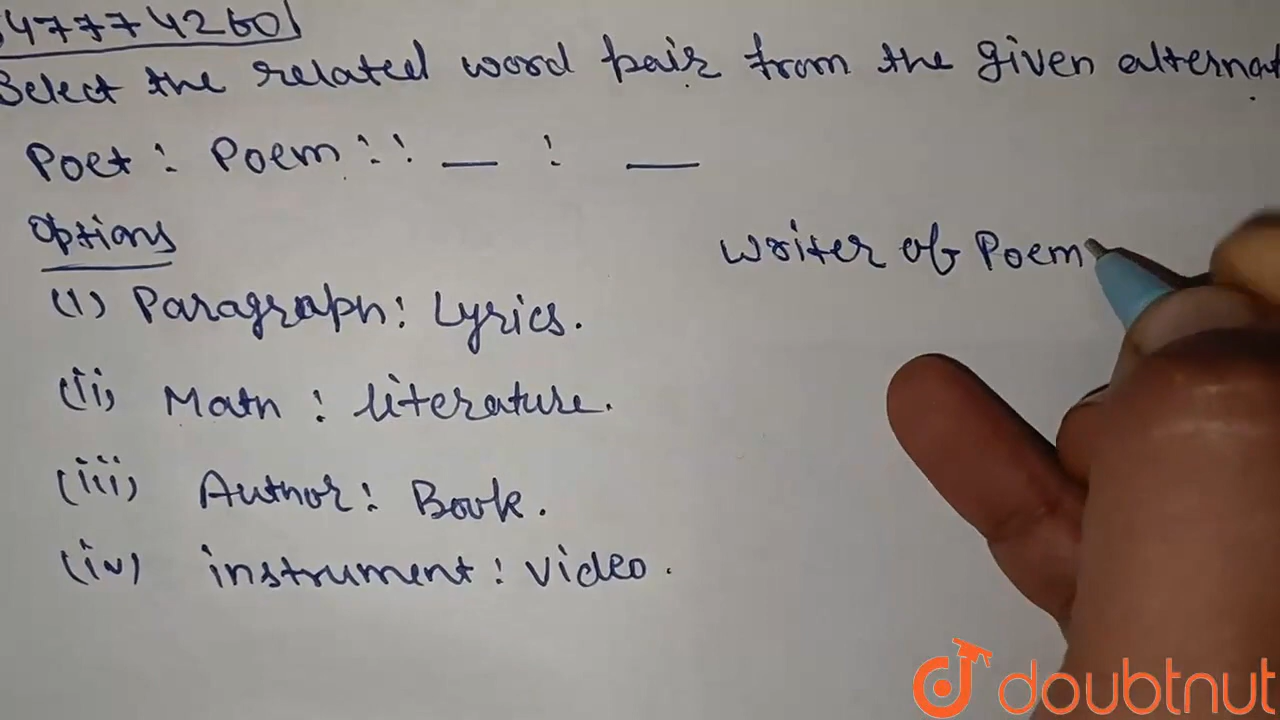 647774260
Select the related word pair from the given alternat
Poet : Poem :: __ : __
Options
Writer of Poem
(i) Paragraph : Lyrics.
(ii) Math : literature.
(iii) Author : Book.
(iv) instrument : video.
doubtnut